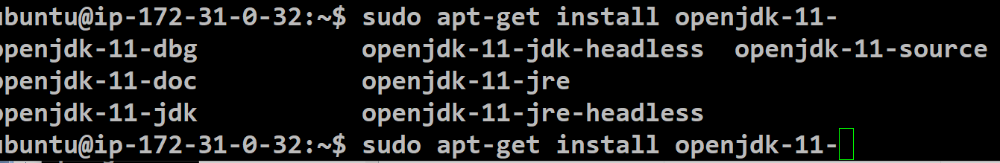 ubuntu@ip-172-31-0-32:~$ sudo apt-get install openjdk-11-
openjdk-11-dbg openjdk-11-jdk-headless openjdk-11-source
openjdk-11-doc openjdk-11-jre
openjdk-11-jdk openjdk-11-jre-headless
ubuntu@ip-172-31-0-32:~$ sudo apt-get install openjdk-11-